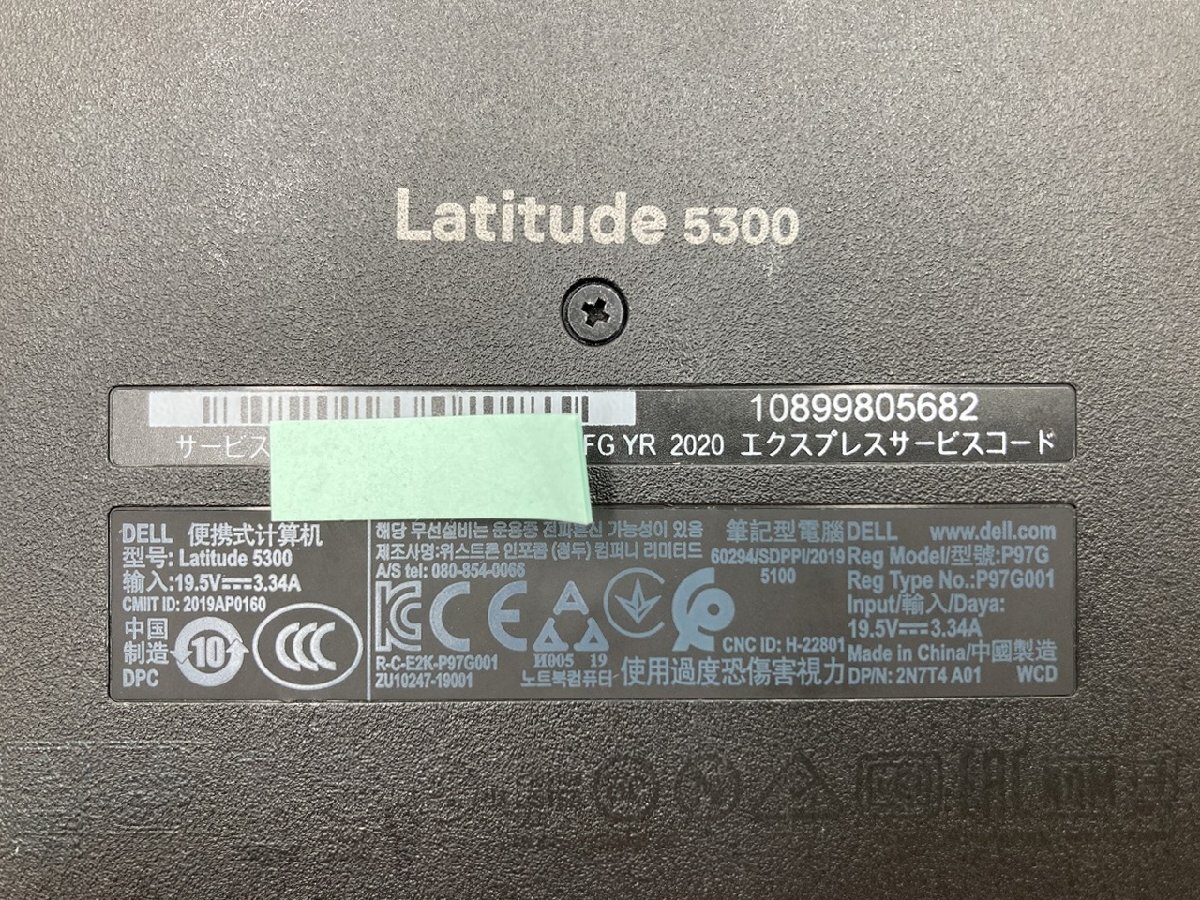 Latitude 5300
10899805682
サービス FG YR 2020 エクスプレスサービスコード
DELL 便携式计算机
型号: Latitude 5300
输入:19.5V⎓3.34A
CMIIT ID: 2019AP0160
中国
制造
DPC
10
CCC
해당 무선설비는 운용중 전파혼신 가능성이 있음
제조사명:위스트론 인포콤 (청두) 컴퍼니 리미티드
A/S tel: 080-854-0066
R-C-E2K-P97G001
ZU10247-19001
И005 19
노트북컴퓨터
筆記型電腦
60294/SDPPI/2019
5100
CNC ID: H-22801
使用過度恐傷害視力
DELL www.dell.com
Reg Model/型號:P97G
Reg Type No.:P97G001
Input/輸入/Daya:
19.5V⎓3.34A
Made in China/中國製造
DP/N: 2N7T4 A01 WCD